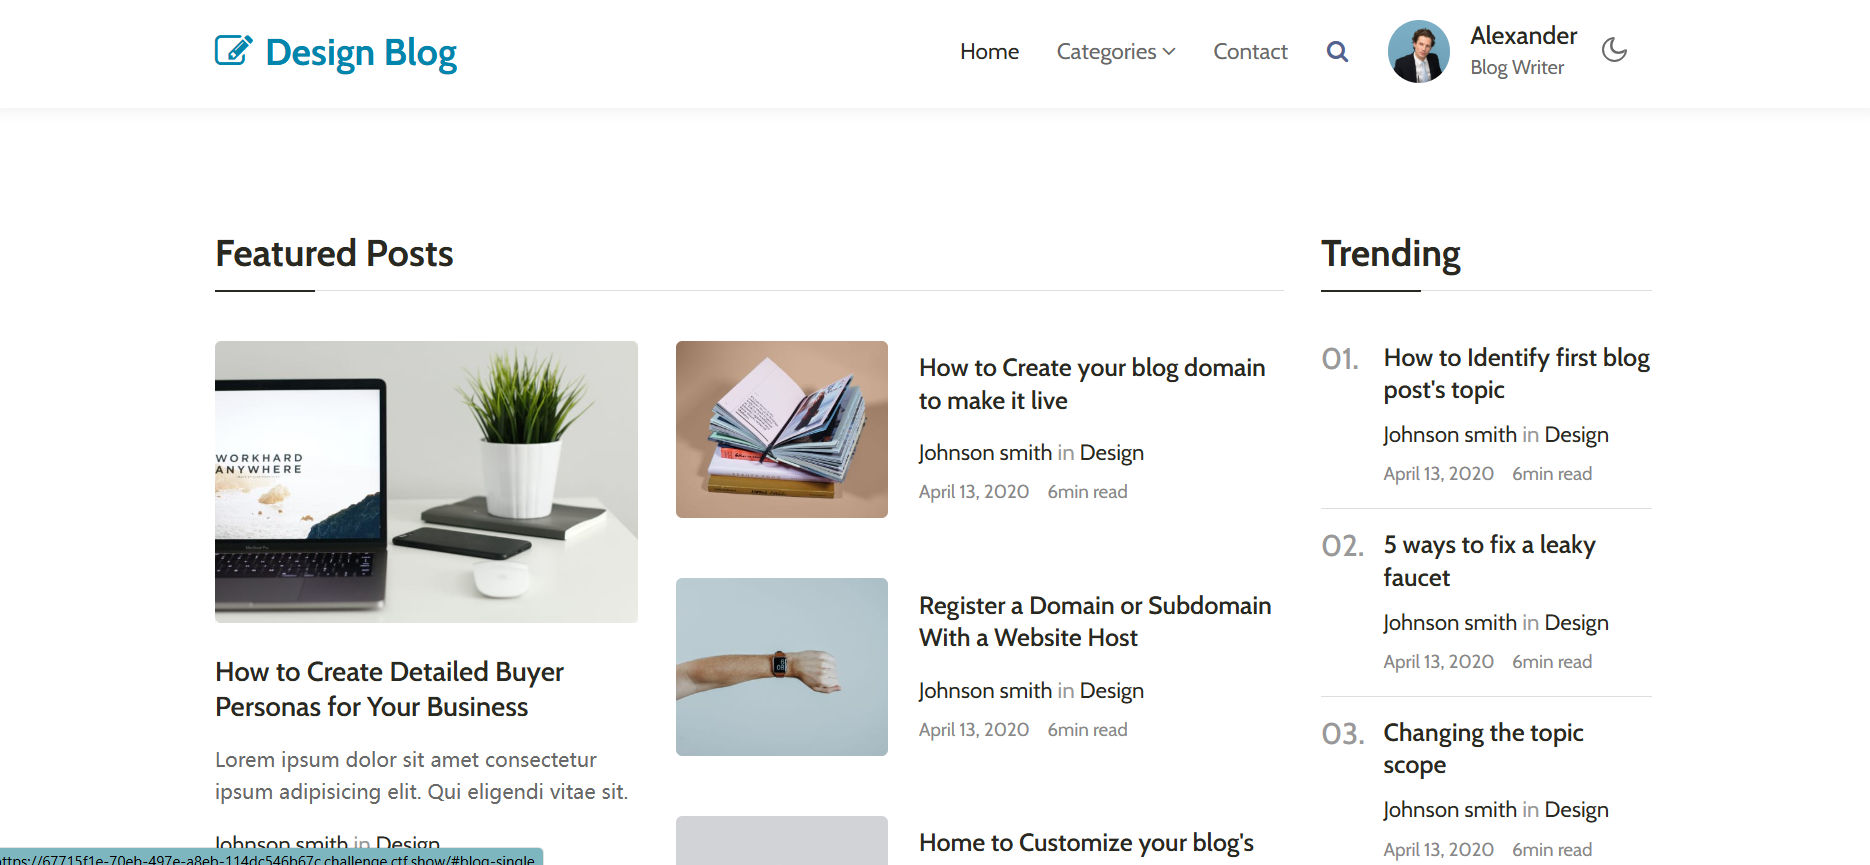 Design Blog
Home
Categories
Contact
Alexander
Blog Writer
Featured Posts
WORKHARD
ANYWHERE
How to Create Detailed Buyer
Personas for Your Business
Lorem ipsum dolor sit amet consectetur
ipsum adipisicing elit. Qui eligendi vitae sit.
Johnson smith in Design
How to Create your blog domain
to make it live
Johnson smith in Design
April 13, 2020 6min read
Register a Domain or Subdomain
With a Website Host
Johnson smith in Design
April 13, 2020 6min read
Home to Customize your blog's
Trending
01. How to Identify first blog
post's topic
Johnson smith in Design
April 13, 2020 6min read
02. 5 ways to fix a leaky
faucet
Johnson smith in Design
April 13, 2020 6min read
03. Changing the topic
scope
Johnson smith in Design
April 13, 2020 6min read
https://67715f1e-70eb-497e-a8eb-114dc546b67c.challenge.ctf.show/#blog-single